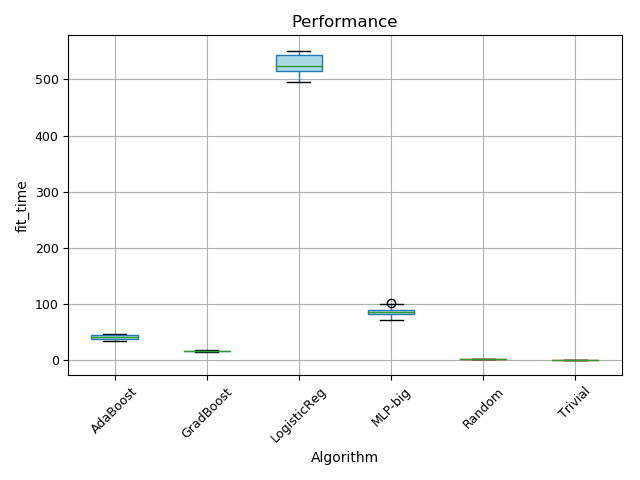 Performance
fit_time
500
400
300
200
100
0
AdaBoost
GradBoost
LogisticReg
MLP-big
Random
Trivial
Algorithm